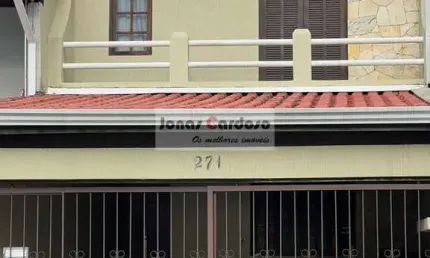 Jonas Cardoso
Os melhores imóveis
271